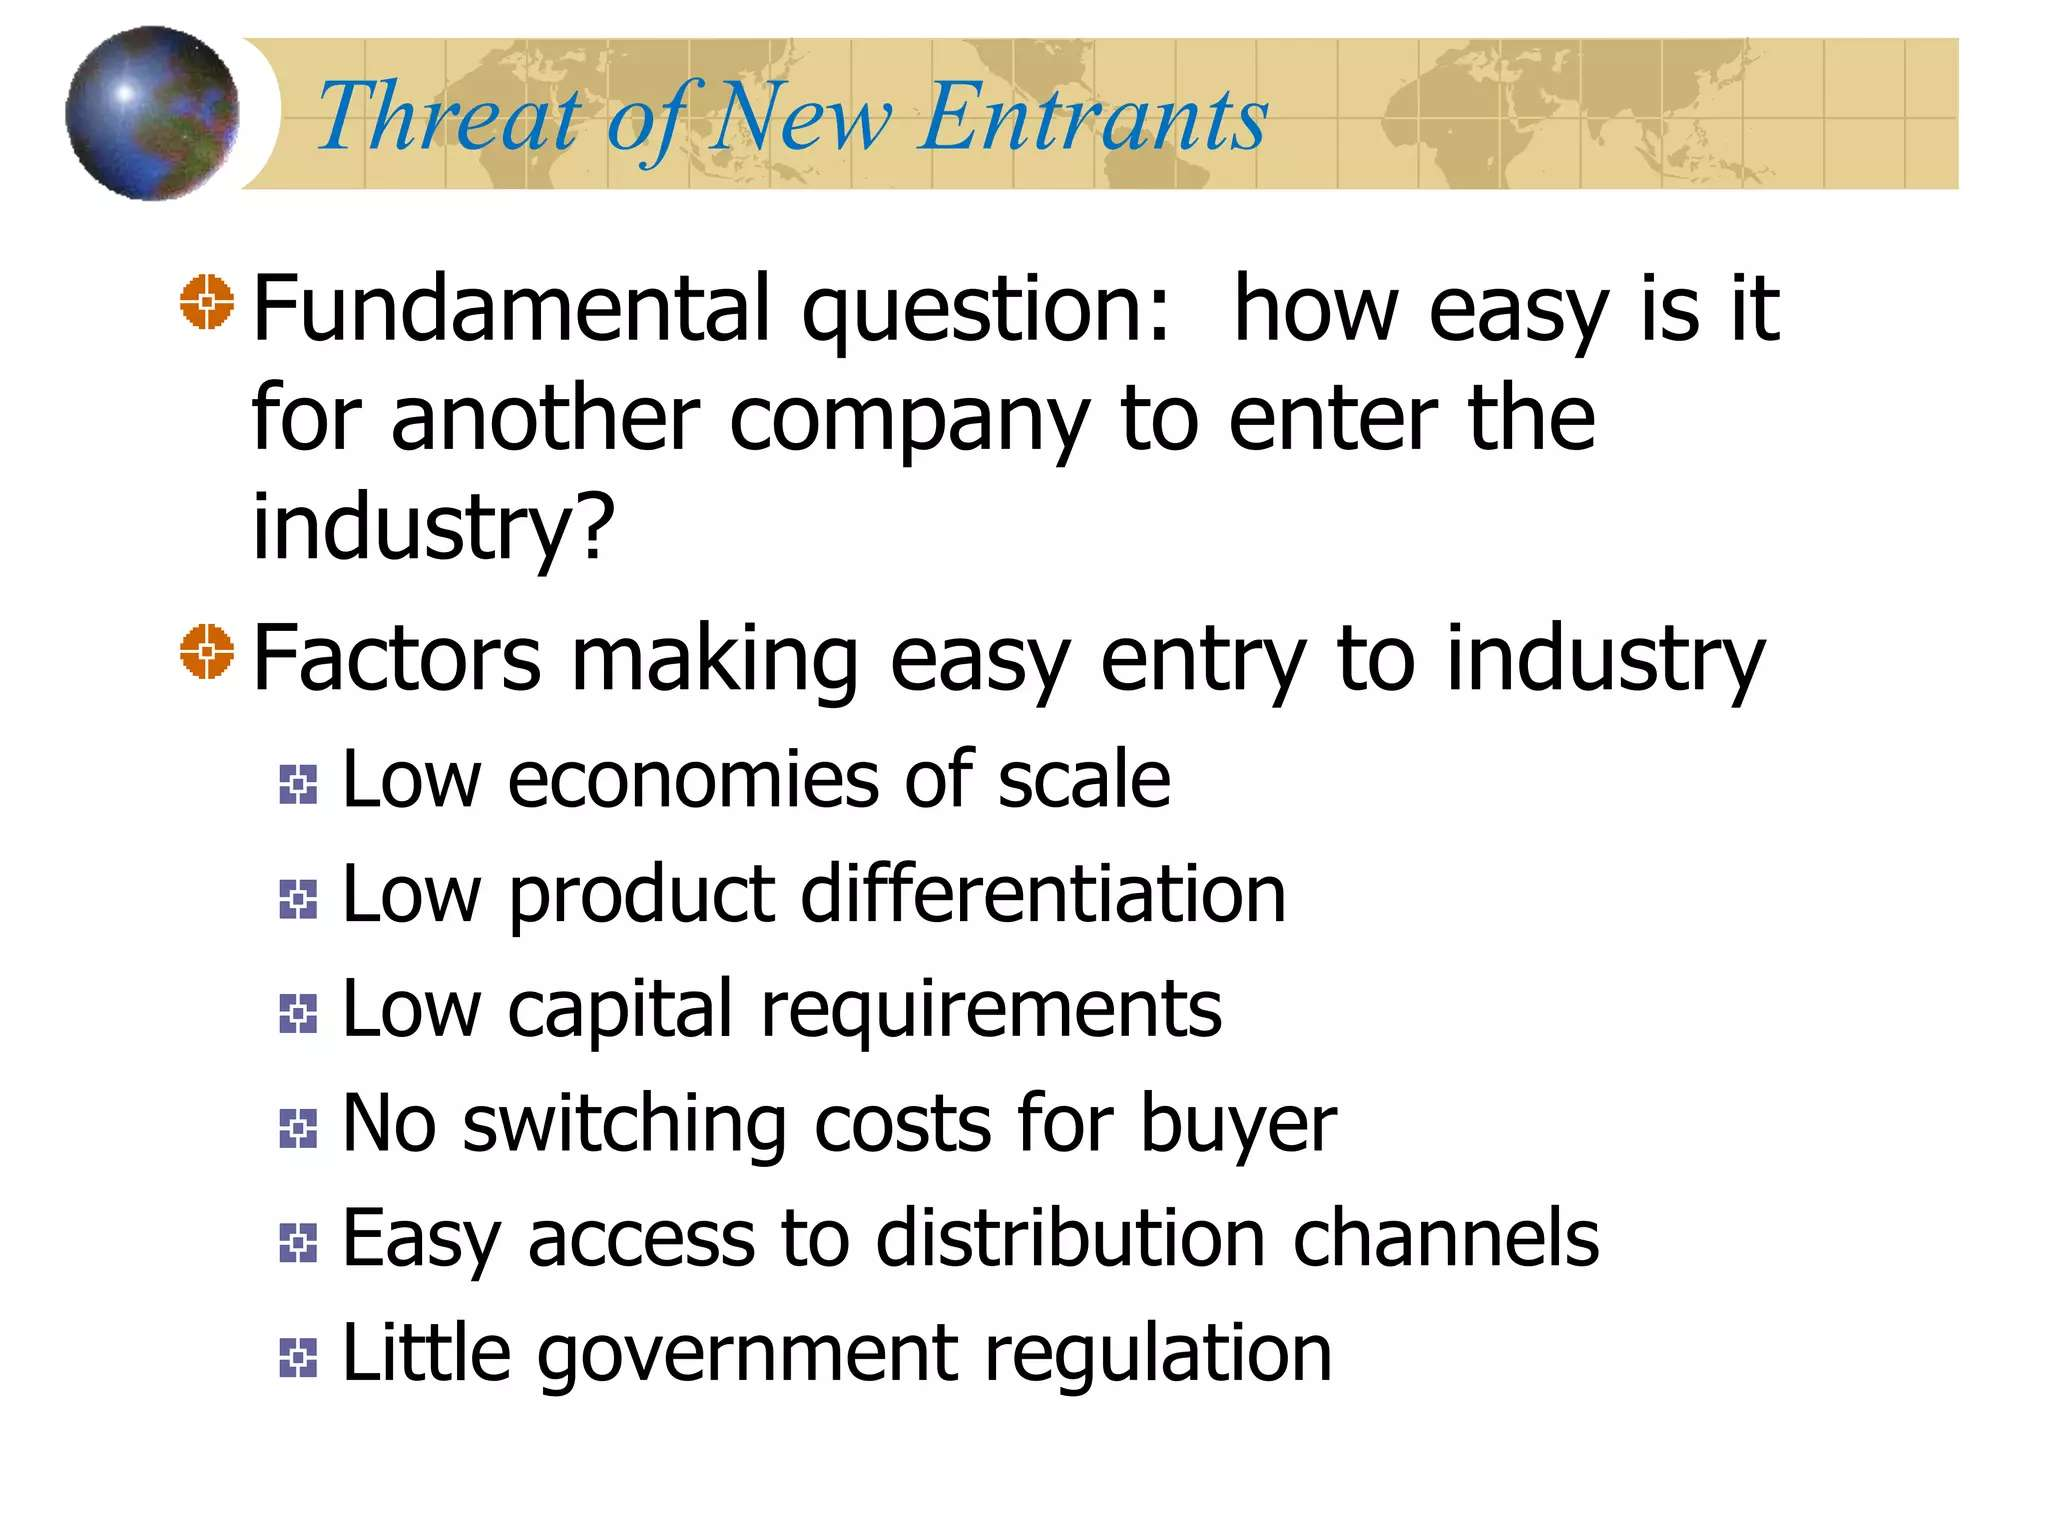 Threat of New Entrants
Fundamental question:  how easy is it
for another company to enter the
industry?
Factors making easy entry to industry
Low economies of scale
Low product differentiation
Low capital requirements
No switching costs for buyer
Easy access to distribution channels
Little government regulation